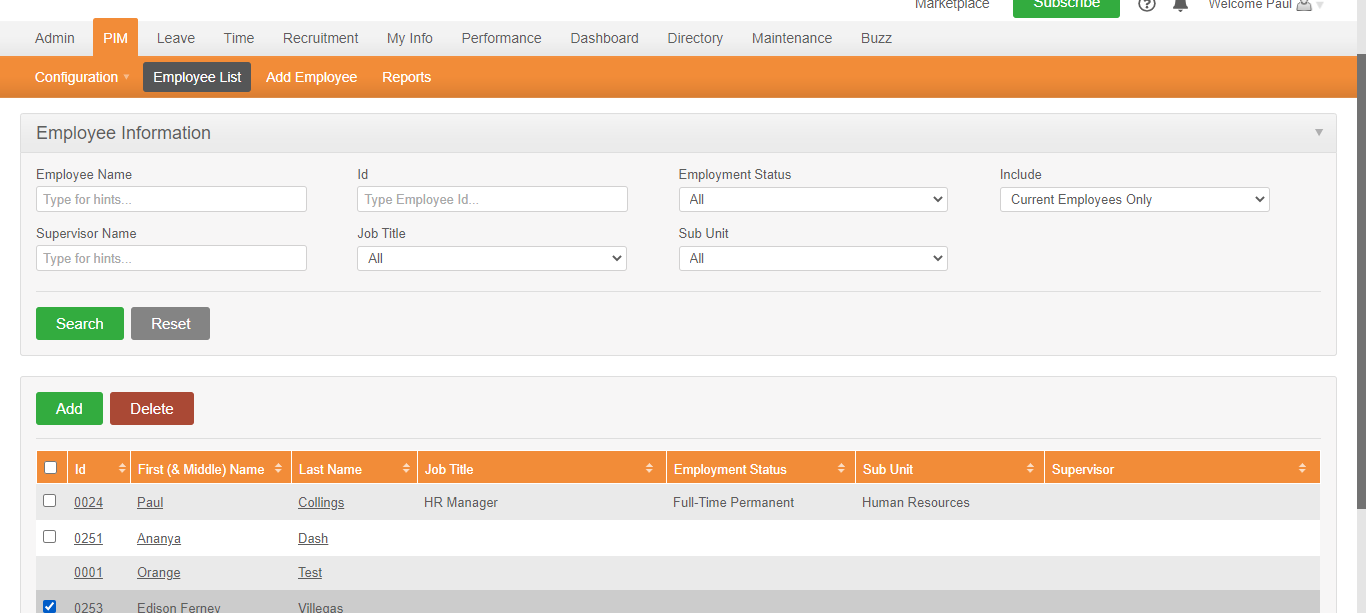 Marketplace Subscribe Welcome Paul
Admin PIM Leave Time Recruitment My Info Performance Dashboard Directory Maintenance Buzz
Configuration Employee List Add Employee Reports
Employee Information
Employee Name Id Employment Status Include
Type for hints... Type Employee Id... All Current Employees Only
Supervisor Name Job Title Sub Unit
Type for hints... All All
Search Reset
Add Delete
Id First (& Middle) Name Last Name Job Title Employment Status Sub Unit Supervisor
0024 Paul Collings HR Manager Full-Time Permanent Human Resources
0251 Ananya Dash
0001 Orange Test
0253 Edison Ferney Villegas